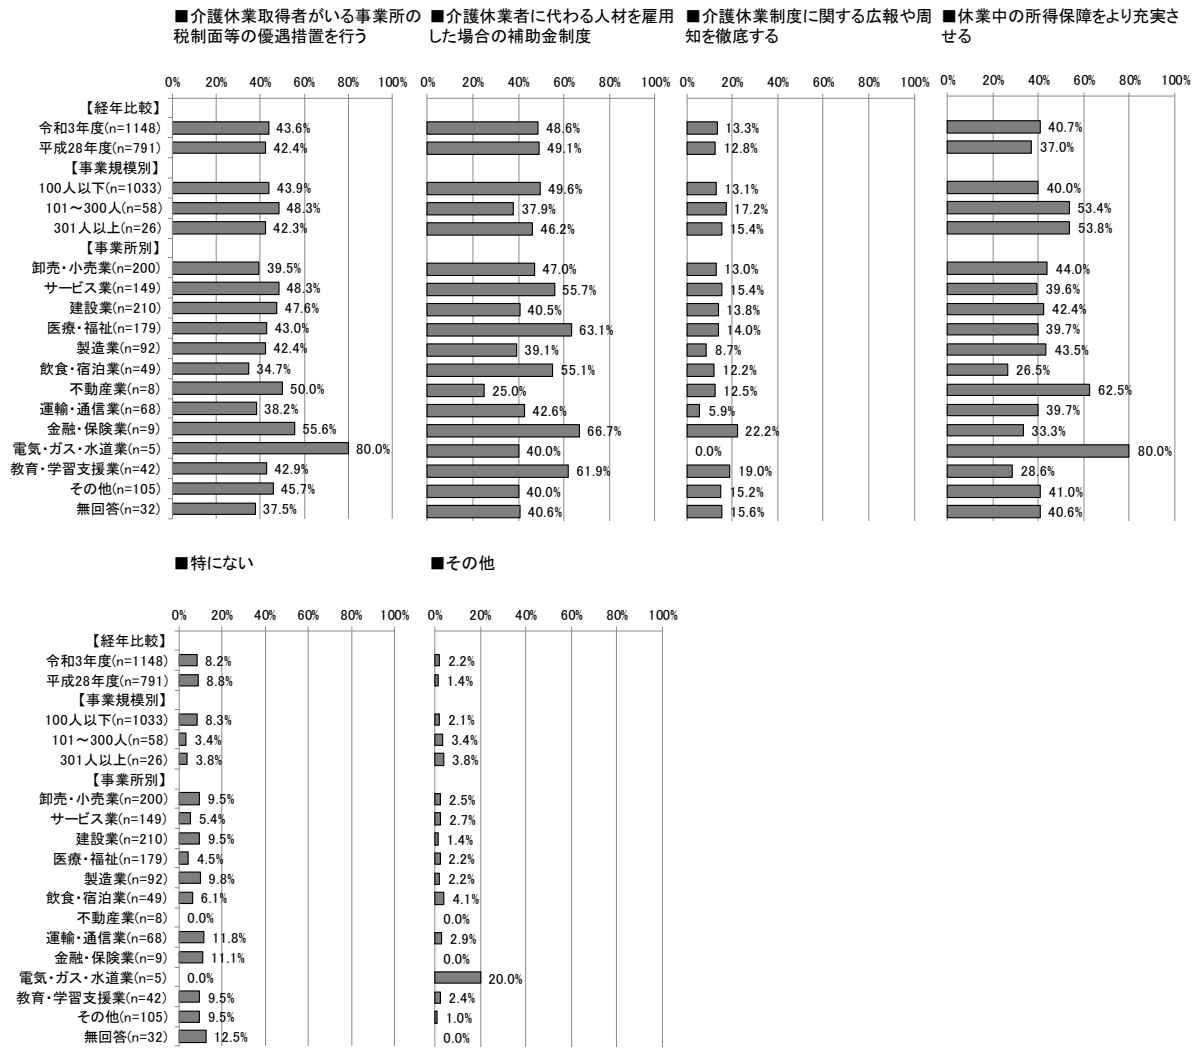 ■介護休業取得者がいる事業所の
税制面等の優遇措置を行う
■介護休業者に代わる人材を雇用
した場合の補助金制度
■介護休業制度に関する広報や周
知を徹底する
■休業中の所得保障をより充実さ
せる
0% 20% 40% 60% 80% 100% 0% 20% 40% 60% 80% 100% 0% 20% 40% 60% 80% 100% 0% 20% 40% 60% 80% 100%
【経年比較】
令和3年度(n=1148) 43.6% 48.6% 13.3% 40.7%
平成28年度(n=791) 42.4% 49.1% 12.8% 37.0%
【事業規模別】
100人以下(n=1033) 43.9% 49.6% 13.1% 40.0%
101～300人(n=58) 48.3% 37.9% 17.2% 53.4%
301人以上(n=26) 42.3% 46.2% 15.4% 53.8%
【事業所別】
卸売・小売業(n=200) 39.5% 47.0% 13.0% 44.0%
サービス業(n=149) 48.3% 55.7% 15.4% 39.6%
建設業(n=210) 47.6% 40.5% 13.8% 42.4%
医療・福祉(n=179) 43.0% 63.1% 14.0% 39.7%
製造業(n=92) 42.4% 39.1% 8.7% 43.5%
飲食・宿泊業(n=49) 34.7% 55.1% 12.2% 26.5%
不動産業(n=8) 50.0% 25.0% 12.5% 62.5%
運輸・通信業(n=68) 38.2% 42.6% 5.9% 39.7%
金融・保険業(n=9) 55.6% 66.7% 22.2% 33.3%
電気・ガス・水道業(n=5) 80.0% 40.0% 0.0% 80.0%
教育・学習支援業(n=42) 42.9% 61.9% 19.0% 28.6%
その他(n=105) 45.7% 40.0% 15.2% 41.0%
無回答(n=32) 37.5% 40.6% 15.6% 40.6%
■特にない
■その他
0% 20% 40% 60% 80% 100% 0% 20% 40% 60% 80% 100%
【経年比較】
令和3年度(n=1148) 8.2% 2.2%
平成28年度(n=791) 8.8% 1.4%
【事業規模別】
100人以下(n=1033) 8.3% 2.1%
101～300人(n=58) 3.4% 3.4%
301人以上(n=26) 3.8% 3.8%
【事業所別】
卸売・小売業(n=200) 9.5% 2.5%
サービス業(n=149) 5.4% 2.7%
建設業(n=210) 9.5% 1.4%
医療・福祉(n=179) 4.5% 2.2%
製造業(n=92) 9.8% 2.2%
飲食・宿泊業(n=49) 6.1% 4.1%
不動産業(n=8) 0.0% 0.0%
運輸・通信業(n=68) 11.8% 2.9%
金融・保険業(n=9) 11.1% 0.0%
電気・ガス・水道業(n=5) 0.0% 20.0%
教育・学習支援業(n=42) 9.5% 2.4%
その他(n=105) 9.5% 1.0%
無回答(n=32) 12.5% 0.0%